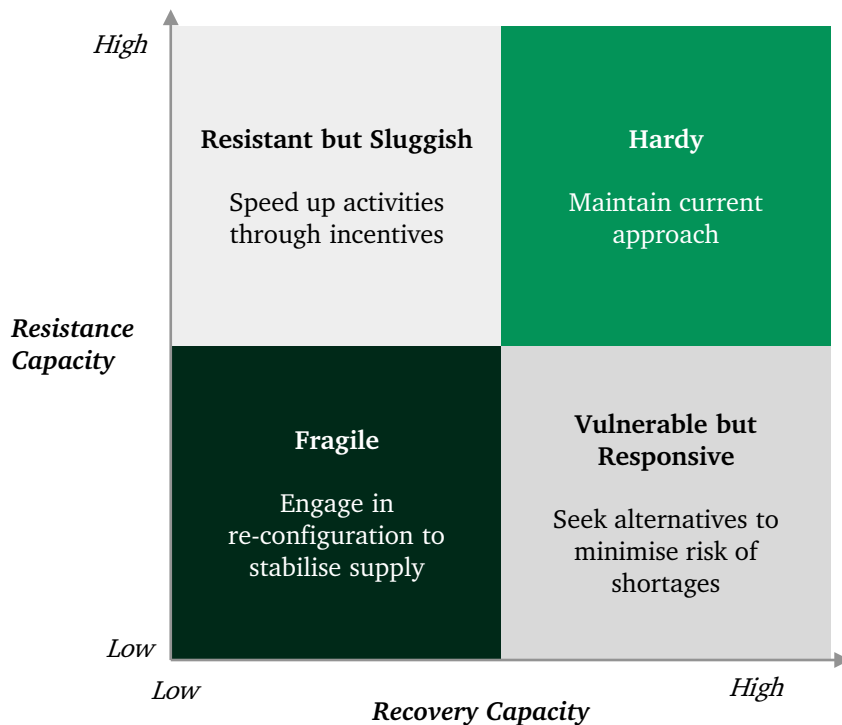 High
Resistant but Sluggish
Speed up activities
through incentives
Hardy
Maintain current
approach
Resistance
Capacity
Fragile
Engage in
re-configuration to
stabilise supply
Vulnerable but
Responsive
Seek alternatives to
minimise risk of
shortages
Low
Low
High
Recovery Capacity